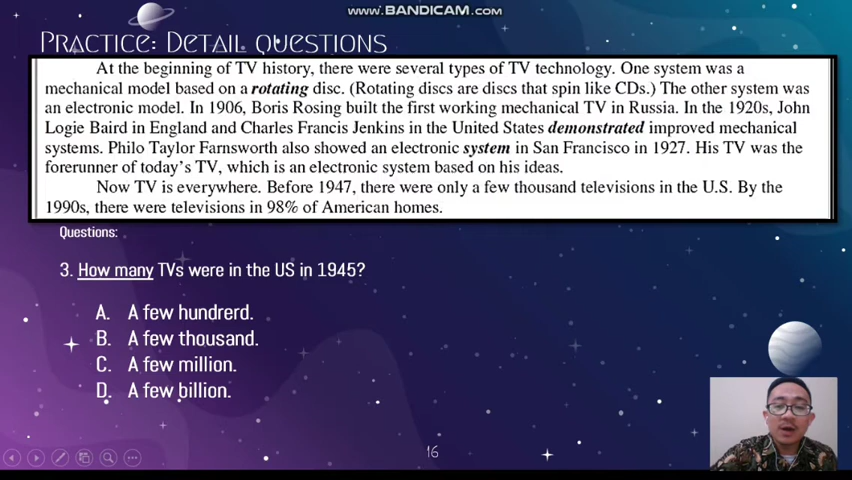 WWW.BANDICAM.COM
Practice: Detail Questions
At the beginning of TV history, there were several types of TV technology. One system was a
mechanical model based on a rotating disc. (Rotating discs are discs that spin like CDs.) The other system was
an electronic model. In 1906, Boris Rosing built the first working mechanical TV in Russia. In the 1920s, John
Logie Baird in England and Charles Francis Jenkins in the United States demonstrated improved mechanical
systems. Philo Taylor Farnsworth also showed an electronic system in San Francisco in 1927. His TV was the
forerunner of today's TV, which is an electronic system based on his ideas.
Now TV is everywhere. Before 1947, there were only a few thousand televisions in the U.S. By the
1990s, there were televisions in 98% of American homes.
Questions:
3. How many TVs were in the US in 1945?
A. A few hundrerd.
B. A few thousand.
C. A few million.
D. A few billion.
16